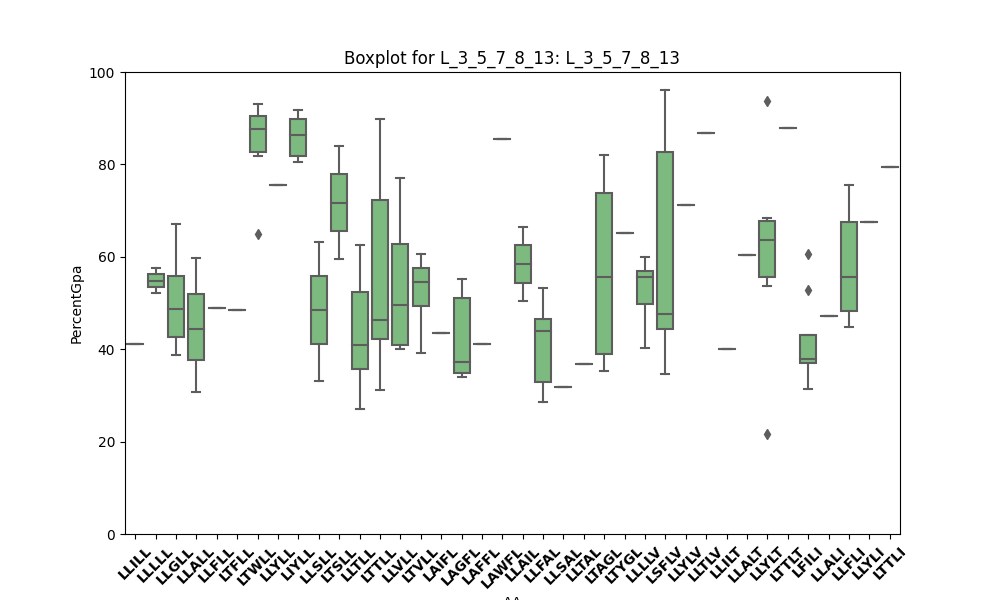 Boxplot for L_3_5_7_8_13: L_3_5_7_8_13
PercentGpa
100
80
60
40
20
0
LLILL
LLLLL
LLGLL
LLALL
LLFLL
LTFLL
LTWLL
LLYLL
LIYLL
LLSLL
LTSLL
LLTLL
LTTLL
LLVLL
LTVLL
LAIFL
LAGFL
LAFFL
LAWFL
LLAIL
LLFAL
LLSAL
LLTAL
LTAGL
LTYGL
LLLLV
LSFLV
LLYLV
LLTLV
LLILT
LLALT
LLYLT
LTTLT
LFILI
LLALI
LLFLI
LLYLI
LTTLI